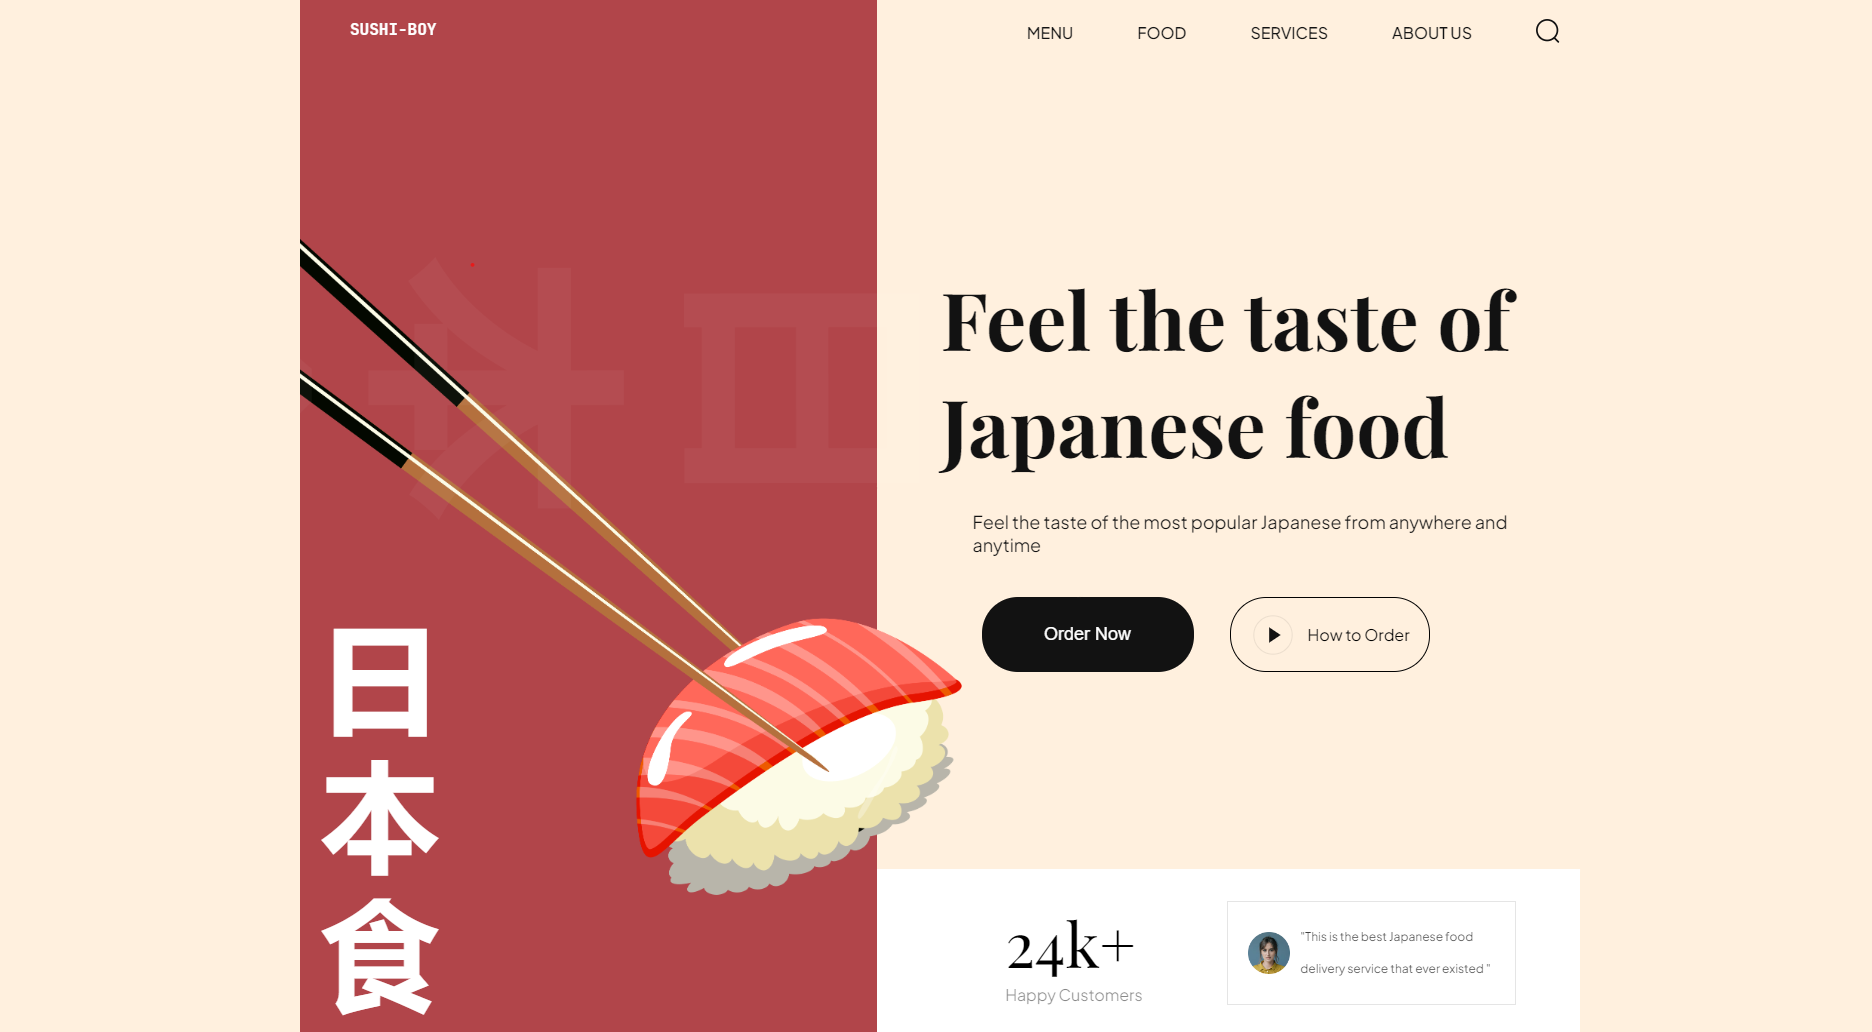 SUSHI-BOY
MENU
FOOD
SERVICES
ABOUT US
日本
Feel the taste of
Japanese food
Feel the taste of the most popular Japanese from anywhere and
anytime
Order Now
How to Order
日
本
食
24k+
Happy Customers
"This is the best Japanese food
delivery service that ever existed "